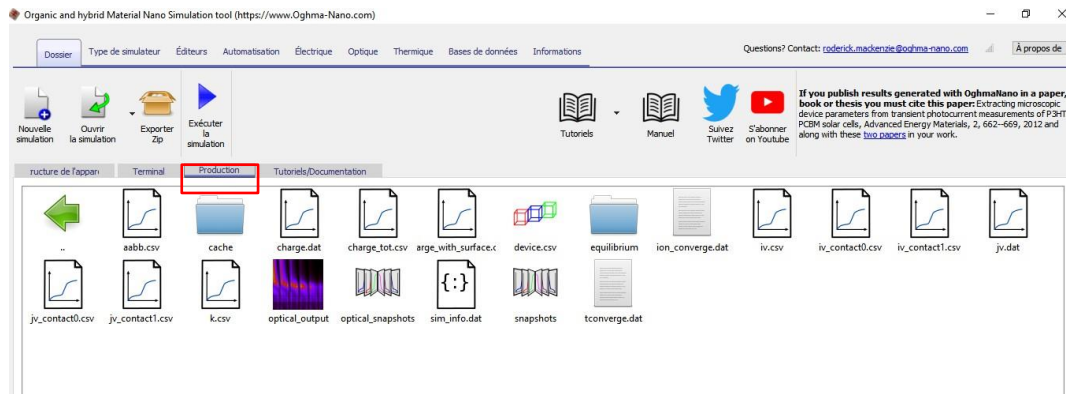 Organic and hybrid Material Nano Simulation tool (https://www.Oghma-Nano.com)
Dossier Type de simulateur Éditeurs Automatisation Électrique Optique Thermique Bases de données Informations
Questions? Contact: roderick.mackenzie@oghma-nano.com À propos de
Nouvelle simulation
Ouvrir la simulation
Exporter Zip
Exécuter la simulation
Tutoriels
Manuel
Suivez Twitter
S'abonner on Youtube
If you publish results generated with OghmaNano in a paper,
book or thesis you must cite this paper: Extracting microscopic
device parameters from transient photocurrent measurements of P3HT
PCBM solar cells, Advanced Energy Materials, 2, 662--669, 2012 and
along with these two papers in your work.
ructure de l'appar Terminal Production Tutoriels/Documentation
.. aabb.csv cache charge.dat charge_tot.csv arge_with_surface.c device.csv equilibrium ion_converge.dat iv.csv iv_contact0.csv iv_contact1.csv jv.dat
jv_contact0.csv jv_contact1.csv k.csv optical_output optical_snapshots sim_info.dat snapshots tconverge.dat